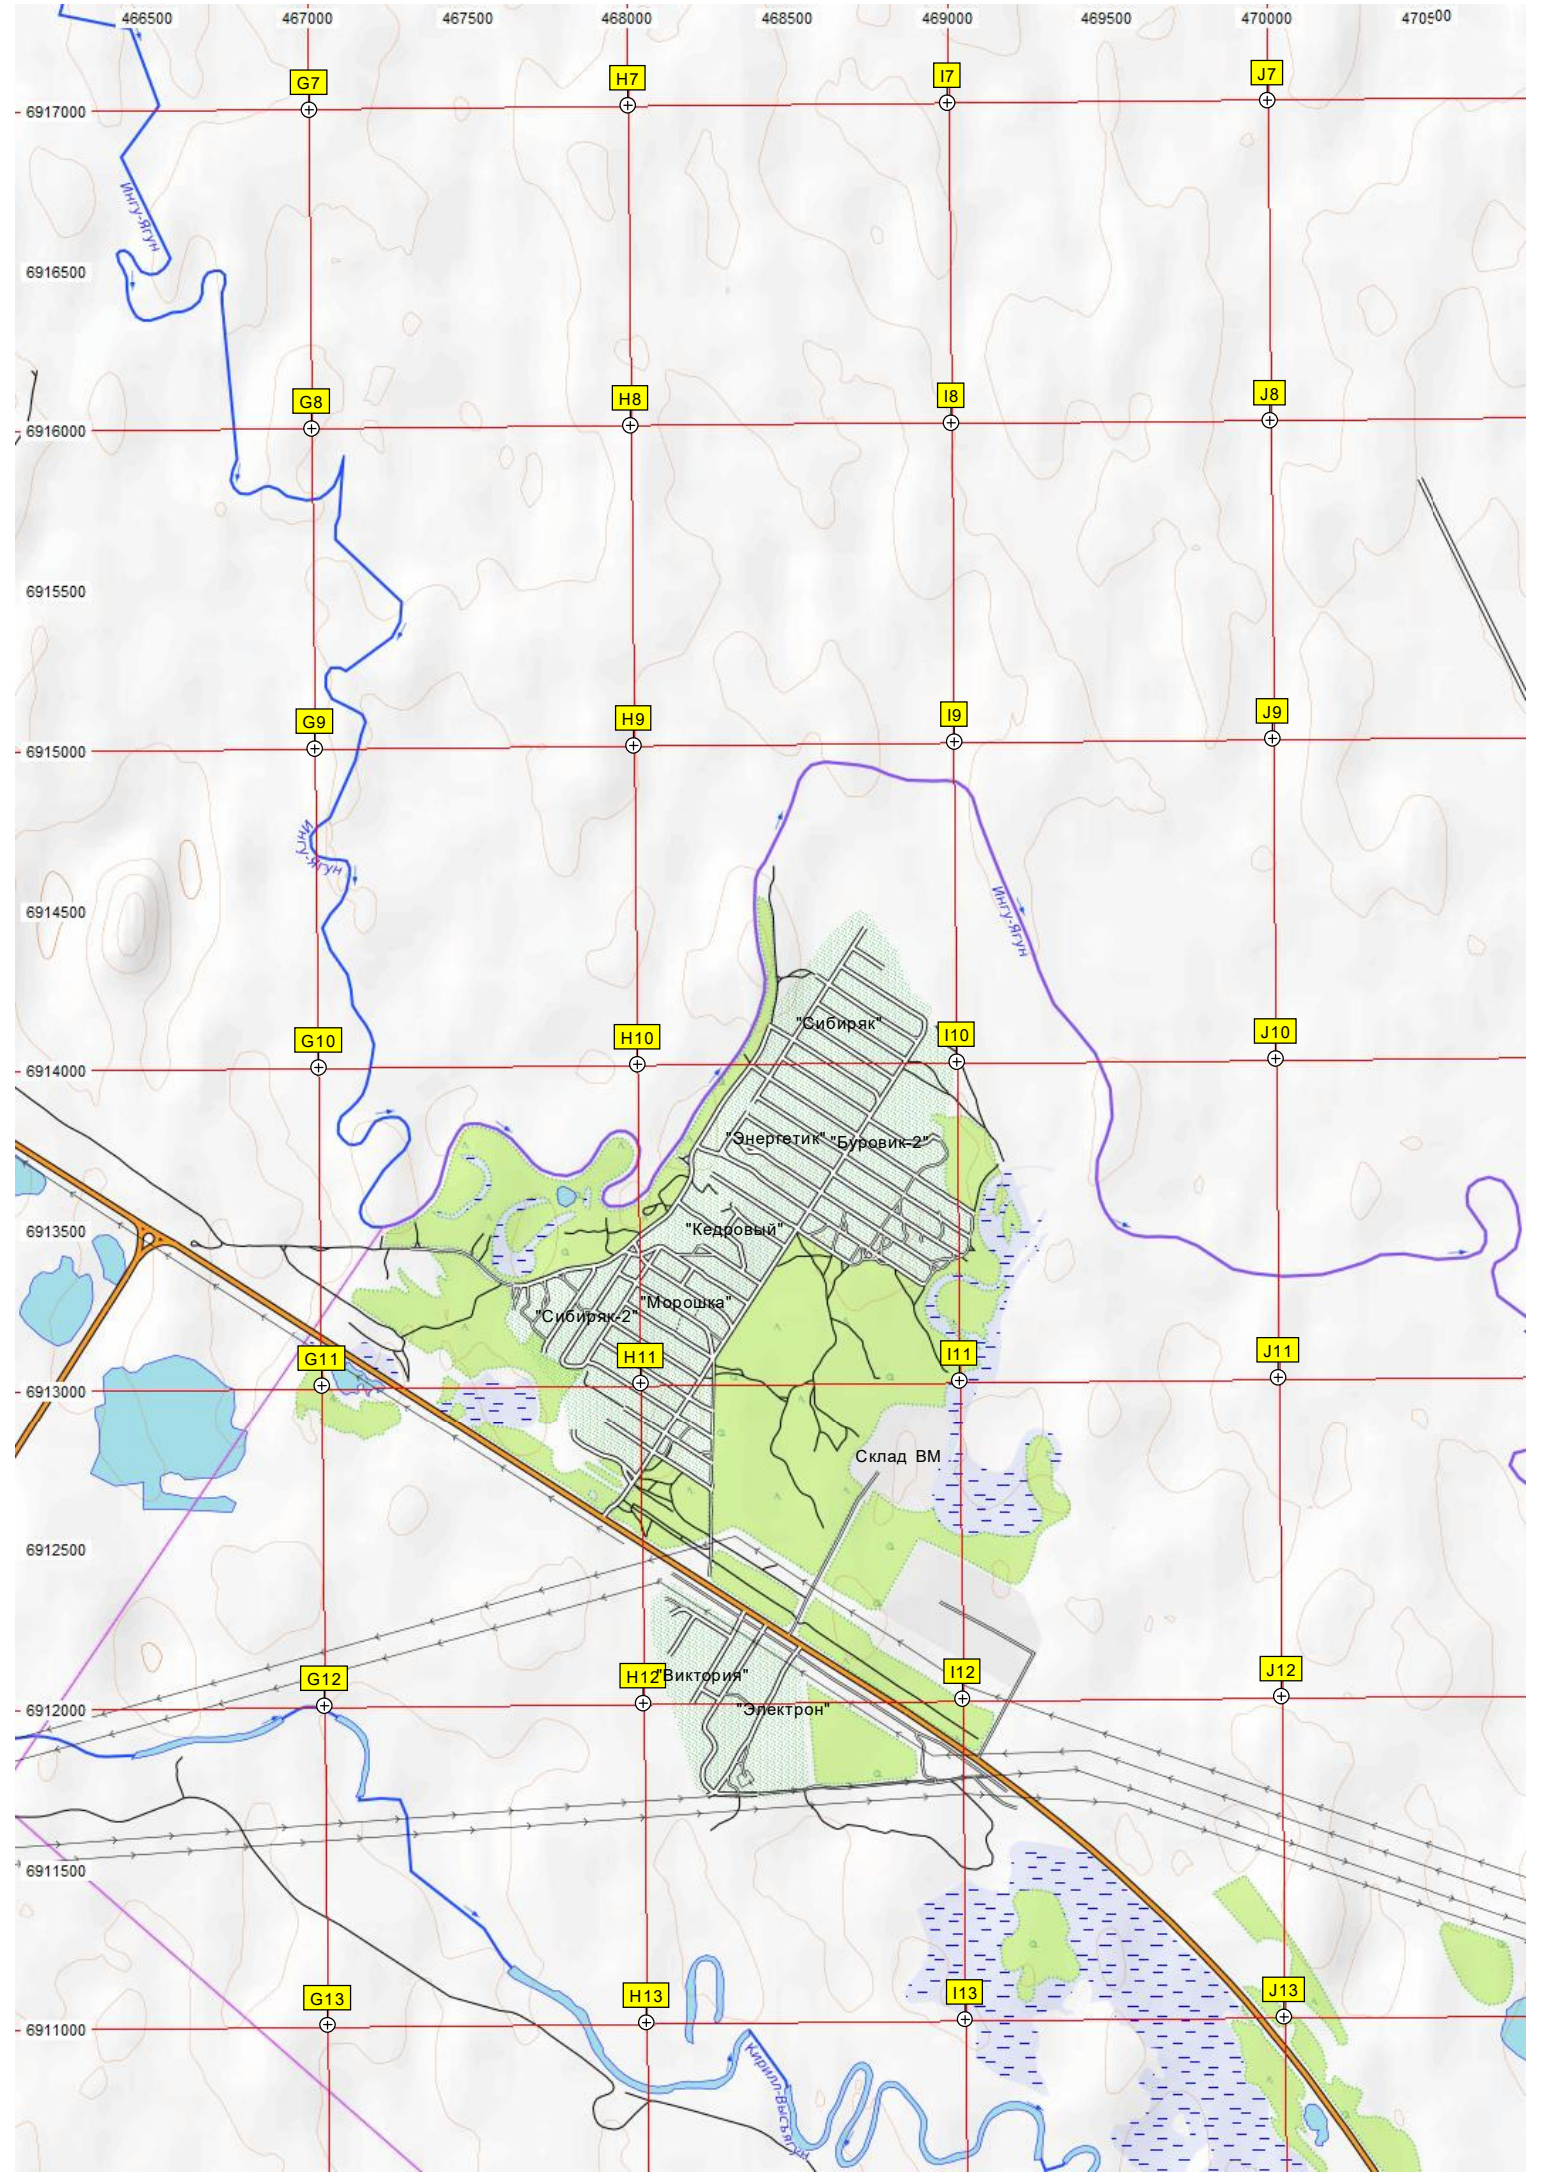 466500 467000 467500 468000 468500 469000 469500 470000 470500
G7 H7 I7 J7
6917000
Ингу-Ягун
6916500
G8 H8 I8 J8
6916000
6915500
G9 H9 I9 J9
6915000
Ингу-Ягун
6914500
Ингу-Ягун
"Сибиряк"
G10 H10 I10 J10
6914000
"Энергетик" "Буровик-2"
6913500
"Кедровый"
"Морошка"
"Сибиряк-2"
G11 H11 I11 J11
6913000
Склад ВМ
6912500
G12 H12 "Виктория" I12 J12
6912000
"Электрон"
6911500
G13 H13 I13 J13
6911000
Кирилл-Высъягун